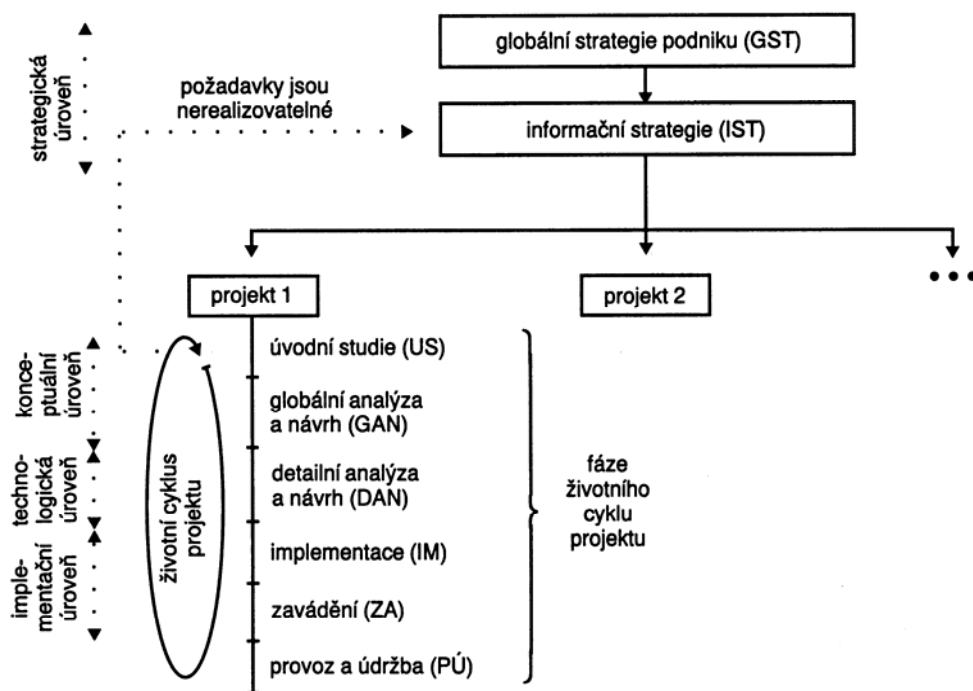 globální strategie podniku (GST)
strategická
úroveň
požadavky jsou
nerealizovatelné
informační strategie (IST)
projekt 1
projekt 2
úvodní studie (US)
konce-
ptuální
úroveň
globální analýza
a návrh (GAN)
techno-
logická
úroveň
detailní analýza
a návrh (DAN)
životní cyklus
projektu
fáze
životního
cyklu
projektu
imple-
mentační
úroveň
implementace (IM)
zavádění (ZA)
provoz a údržba (PÚ)